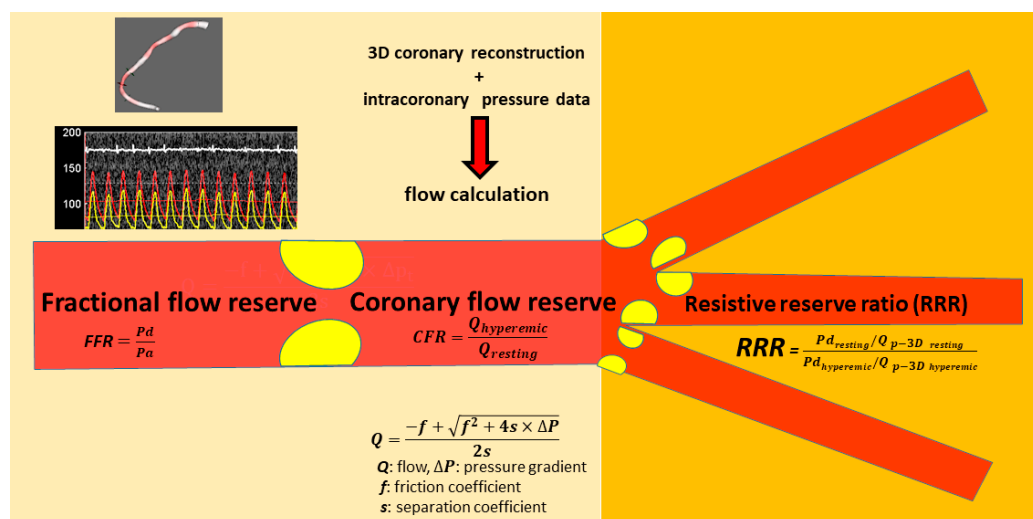 3D coronary reconstruction
+
intracoronary pressure data
flow calculation
200
150
100
Fractional flow reserve
FFR = Pd/Pa
Coronary flow reserve
CFR = Q_hyperemic/Q_resting
Resistive reserve ratio (RRR)
RRR = (Pd_resting/Q_p−3D resting)/(Pd_hyperemic/Q_p−3D hyperemic)
Q = (−f + √(f² + 4s × ΔP))/2s
Q: flow, ΔP: pressure gradient
f: friction coefficient
s: separation coefficient